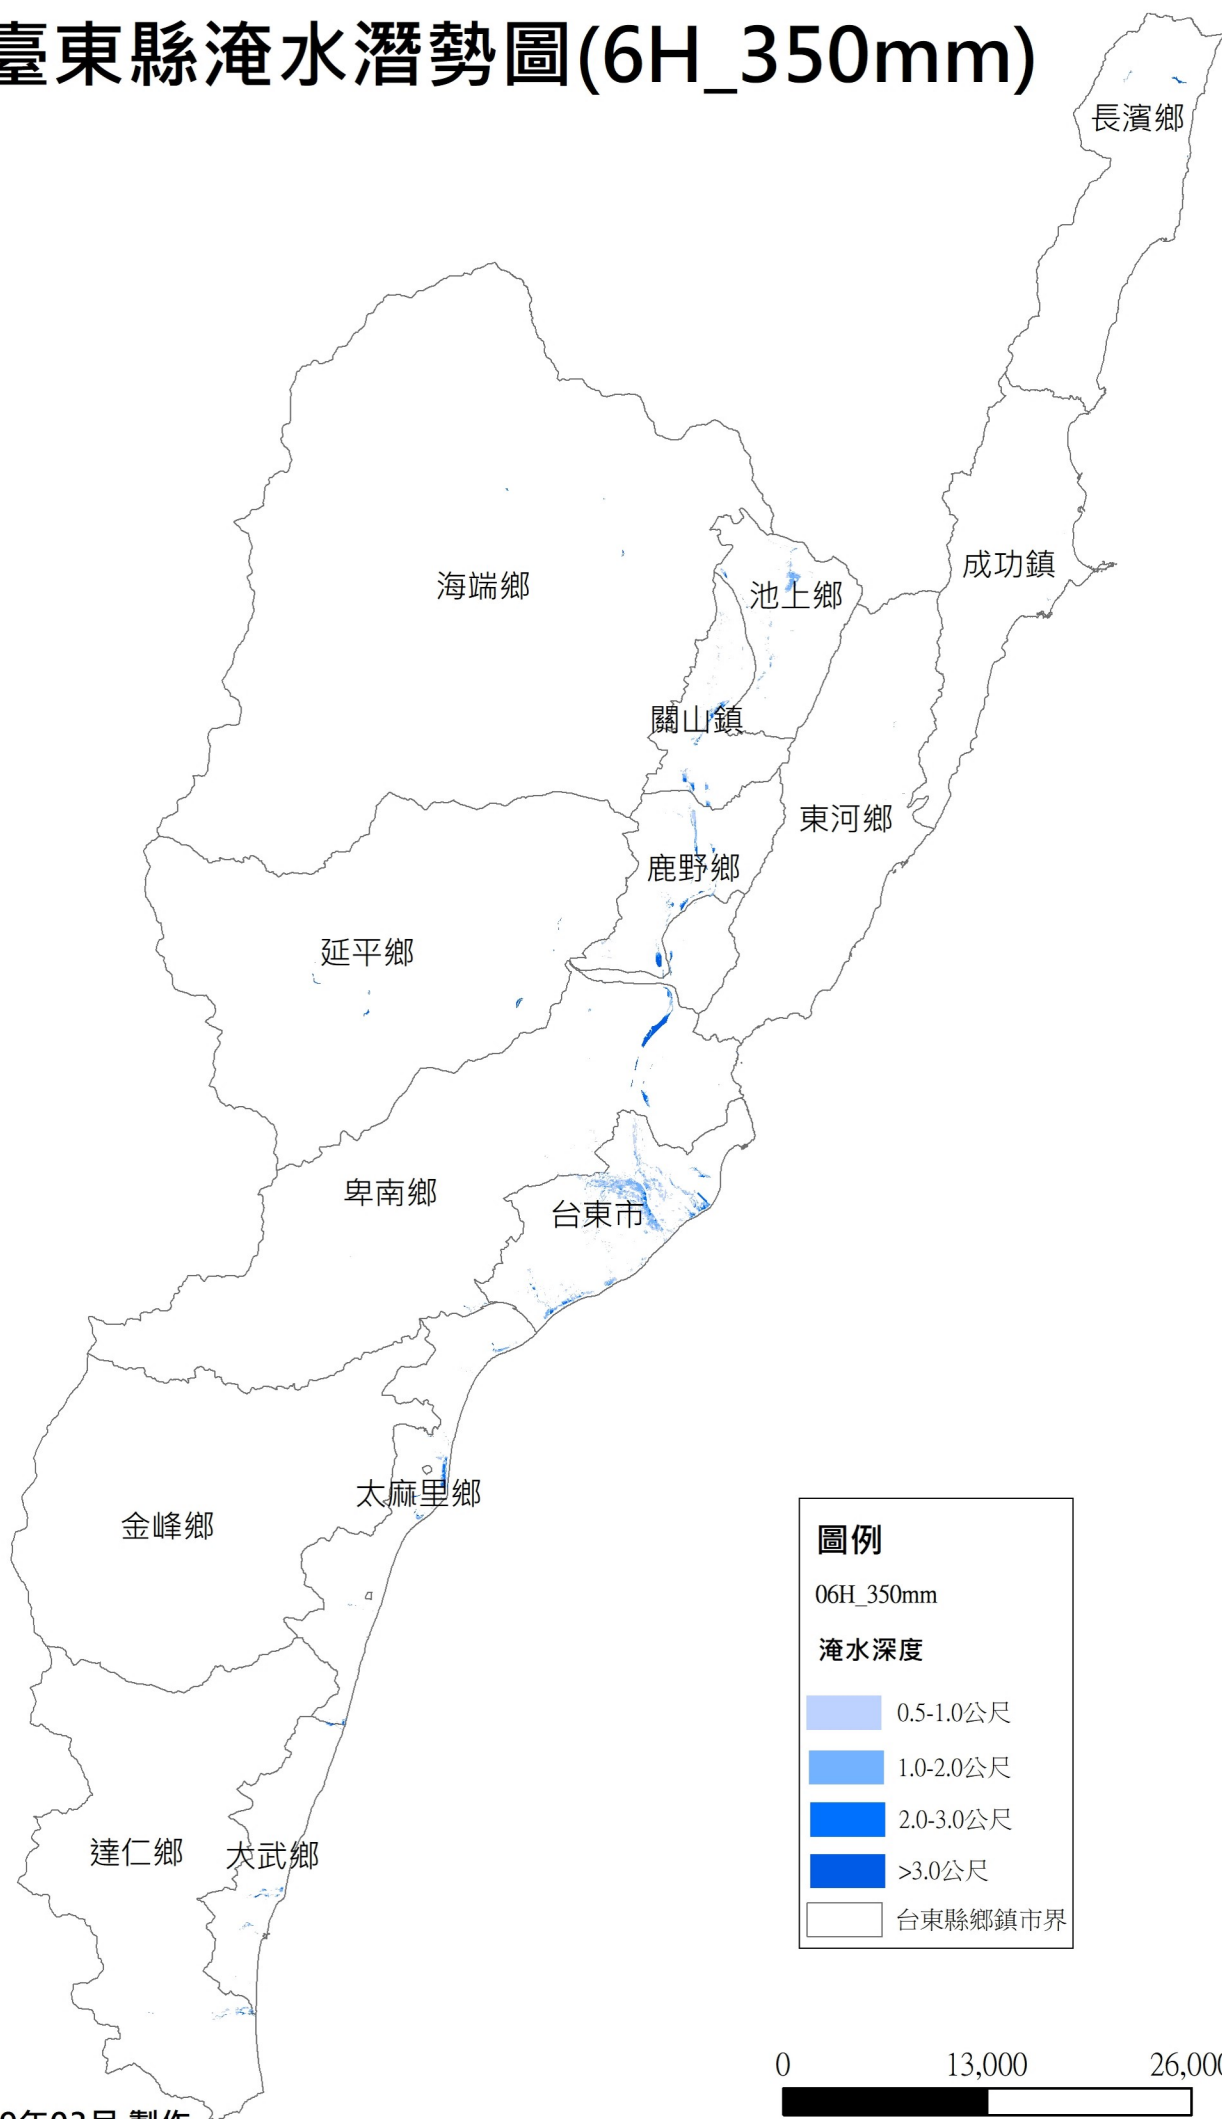 臺東縣淹水潛勢圖(6H_350mm)
長濱鄉
成功鎮
海端鄉
池上鄉
關山鎮
東河鄉
鹿野鄉
延平鄉
卑南鄉
台東市
太麻里鄉
金峰鄉
達仁鄉
大武鄉
圖例
06H_350mm
淹水深度
0.5-1.0公尺
1.0-2.0公尺
2.0-3.0公尺
>3.0公尺
台東縣鄉鎮市界
0 13,000 26,000